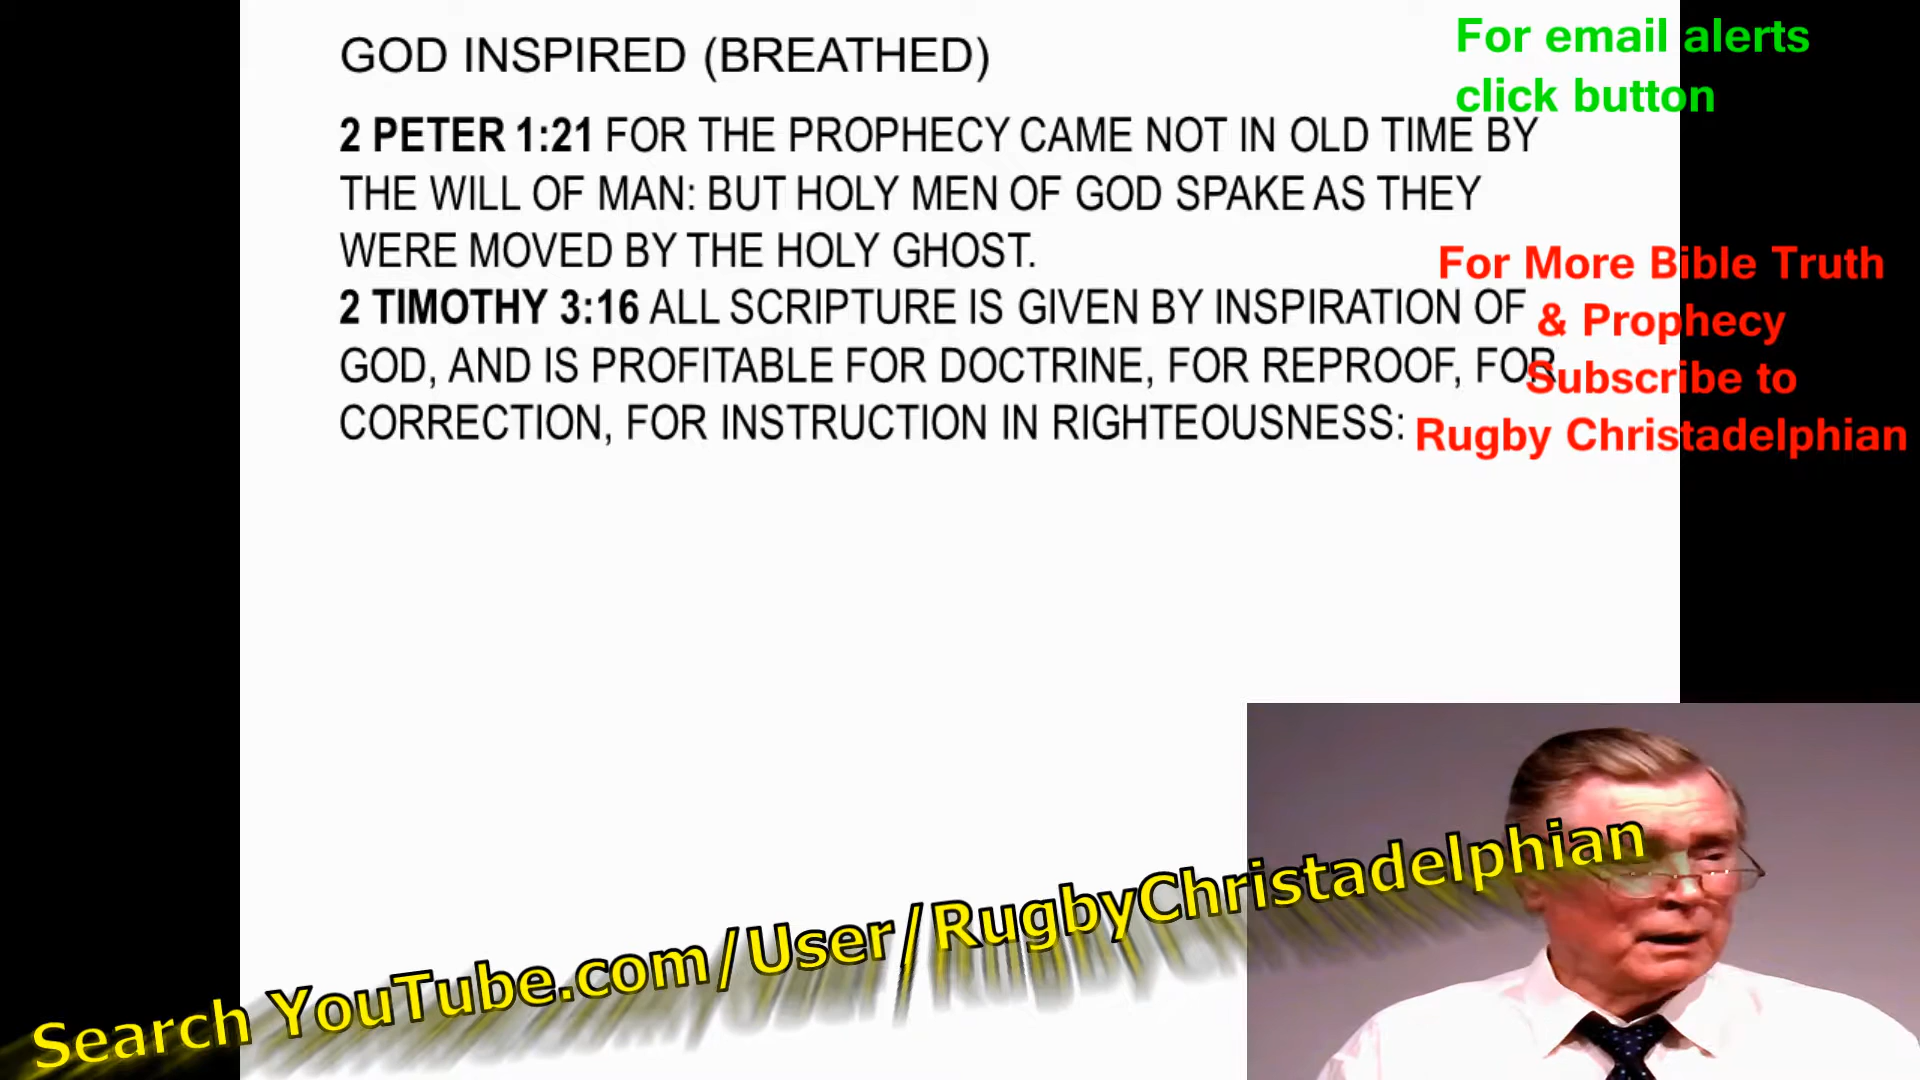 GOD INSPIRED (BREATHED)
2 PETER 1:21 FOR THE PROPHECY CAME NOT IN OLD TIME BY
THE WILL OF MAN: BUT HOLY MEN OF GOD SPAKE AS THEY
WERE MOVED BY THE HOLY GHOST.
2 TIMOTHY 3:16 ALL SCRIPTURE IS GIVEN BY INSPIRATION OF
GOD, AND IS PROFITABLE FOR DOCTRINE, FOR REPROOF, FOR
CORRECTION, FOR INSTRUCTION IN RIGHTEOUSNESS:
For email alerts
click button
For More Bible Truth
& Prophecy
Subscribe to
Rugby Christadelphian
Search YouTube.com/User/RugbyChristadelphian